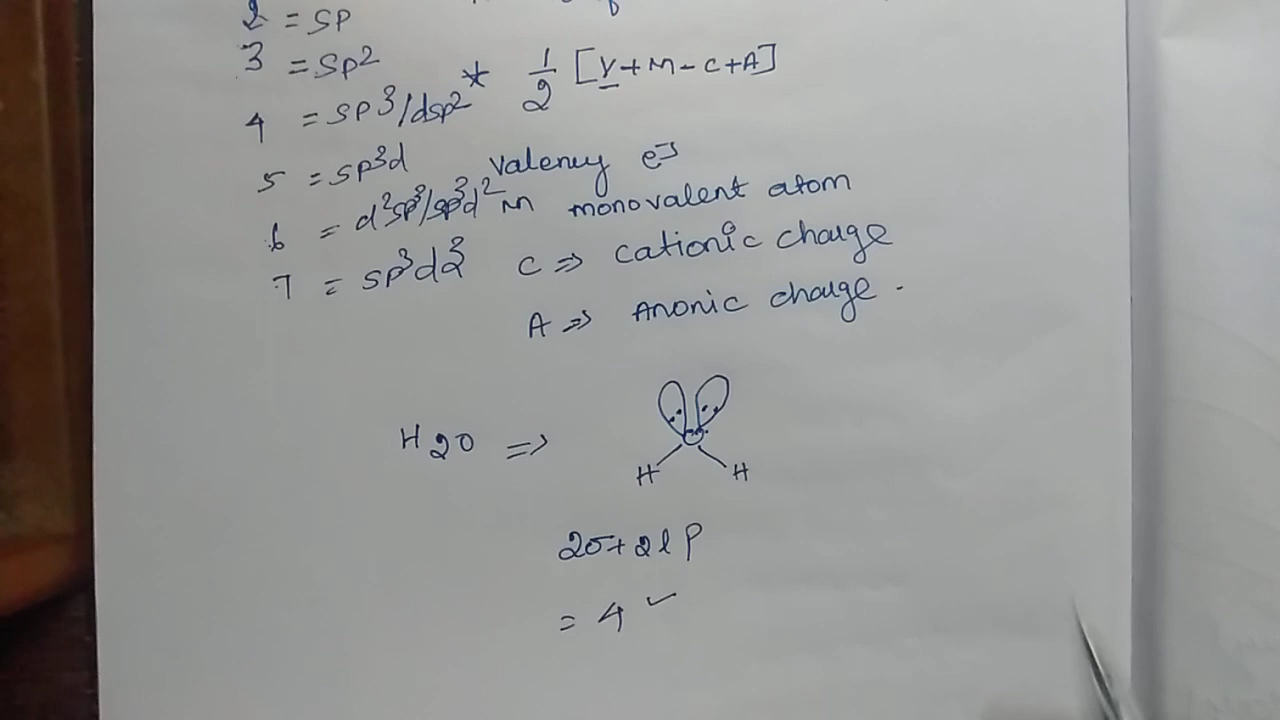 2 = SP
3 = SP2
4 = SP3/dsp2 * 1/2 [V+M-C+A]
5 = SP3d Valency e-s
6 = d2sp3/sp3d2 M monovalent atom
7 = SP3d3 C => cationic charge
A => Anonic charge.
H2O =>
H H
2σ+2lP
= 4 ✓